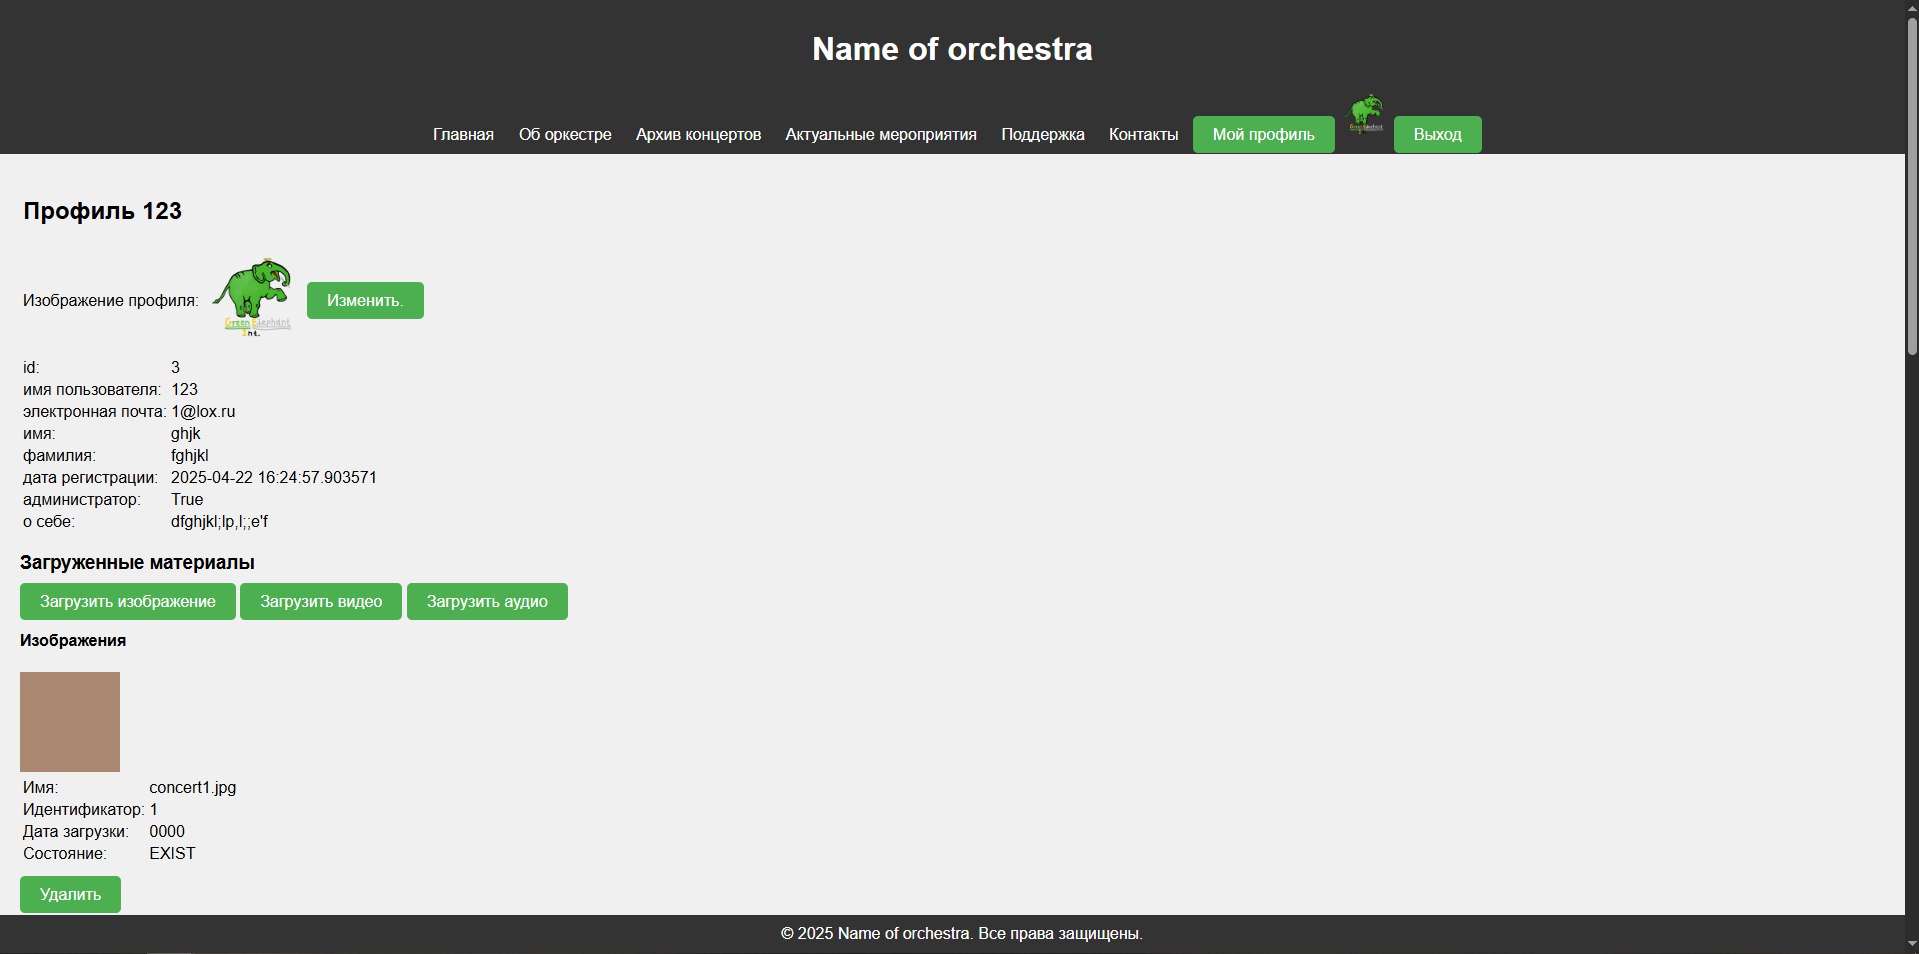 Name of orchestra
Главная Об оркестре Архив концертов Актуальные мероприятия Поддержка Контакты Мой профиль Выход
Профиль 123
Изображение профиля: Изменить.
Green Elephant
Int.
id: 3
имя пользователя: 123
электронная почта: 1@lox.ru
имя: ghjk
фамилия: fghjkl
дата регистрации: 2025-04-22 16:24:57.903571
администратор: True
о себе: dfghjkl;lp,l;;e'f
Загруженные материалы
Загрузить изображение Загрузить видео Загрузить аудио
Изображения
Имя: concert1.jpg
Идентификатор: 1
Дата загрузки: 0000
Состояние: EXIST
Удалить
© 2025 Name of orchestra. Все права защищены.